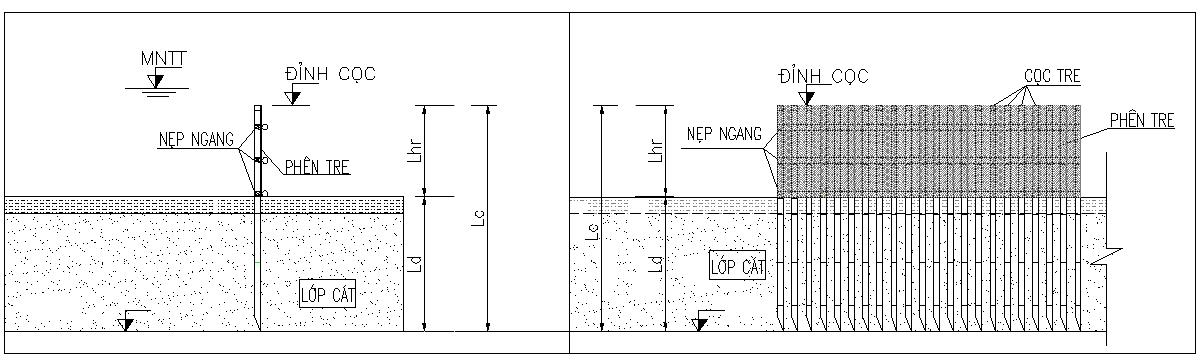 MNTT
ĐỈNH CỌC
NẸP NGANG
PHÊN TRE
Lhr
Lc
Ld
LỚP CÁT
ĐỈNH CỌC
CỌC TRE
NẸP NGANG
PHÊN TRE
Lhr
Lc
Ld
LỚP CÁT